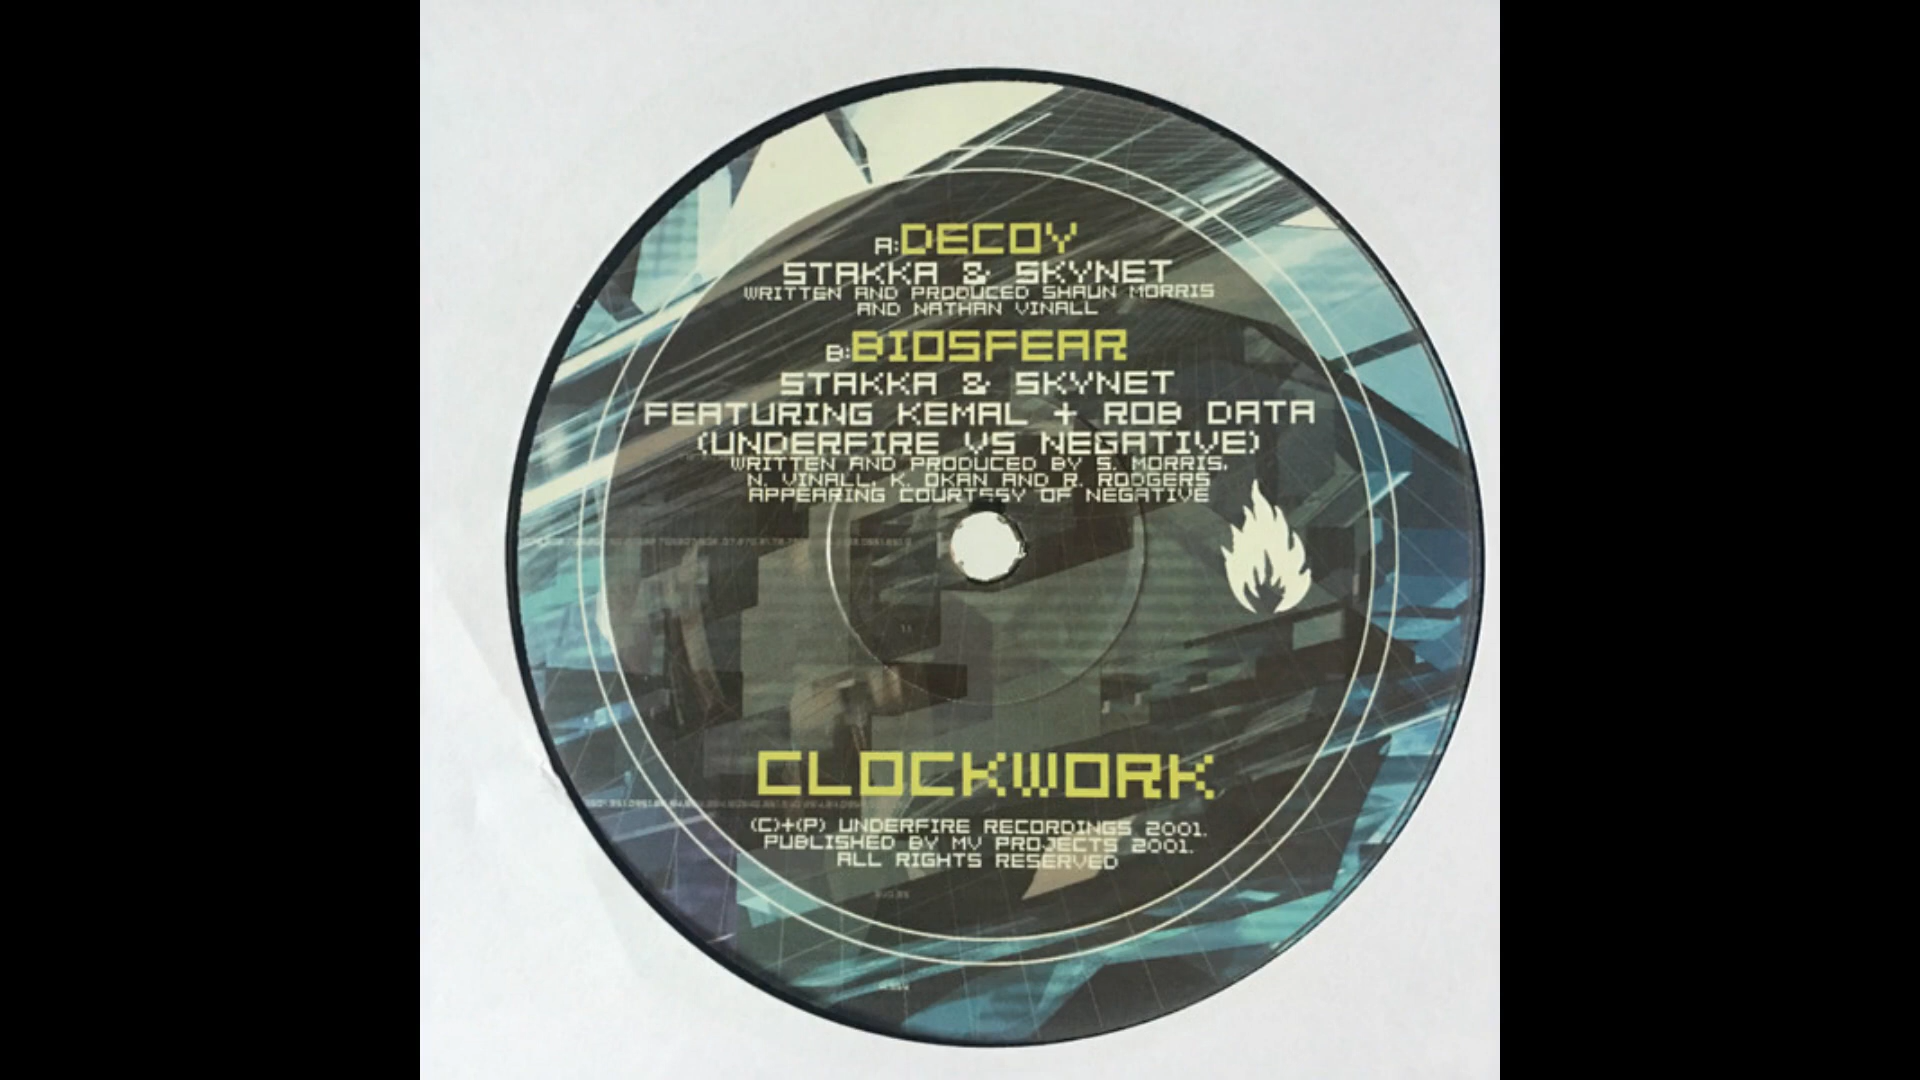 A:DECOY
STAKKA & SKYNET
WRITTEN AND PRODUCED SHAUN MORRIS
AND NATHAN VINALL
B:BIOSFEAR
STAKKA & SKYNET
FEATURING KEMAL + ROB DATA
(UNDERFIRE VS NEGATIVE)
WRITTEN AND PRODUCED BY S. MORRIS,
N. VINALL, K. OKAN AND R. RODGERS
APPEARING COURTSSY OF NEGATIVE
CLOCKWORK
(C)+(P) UNDERFIRE RECORDINGS 2001.
PUBLISHED BY MV PROJECTS 2001.
ALL RIGHTS RESERVED